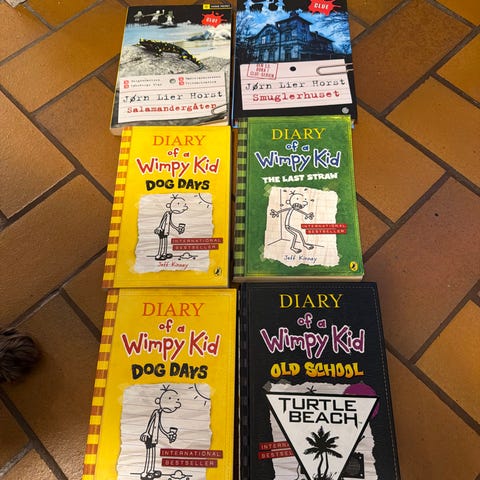 CLUE
Jørn Lier Horst
Salamandergåten
CLUE
Jørn Lier Horst
Smuglerhuset
DIARY
of a
Wimpy Kid
DOG DAYS
INTERNATIONAL
BESTSELLER
Jeff Kinney
DIARY
of a
Wimpy Kid
THE LAST STRAW
INTERNATIONAL
BESTSELLER
Jeff Kinney
DIARY
of a
Wimpy Kid
DOG DAYS
INTERNATIONAL
BESTSELLER
DIARY
of a
Wimpy Kid
OLD SCHOOL
TURTLE
BEACH